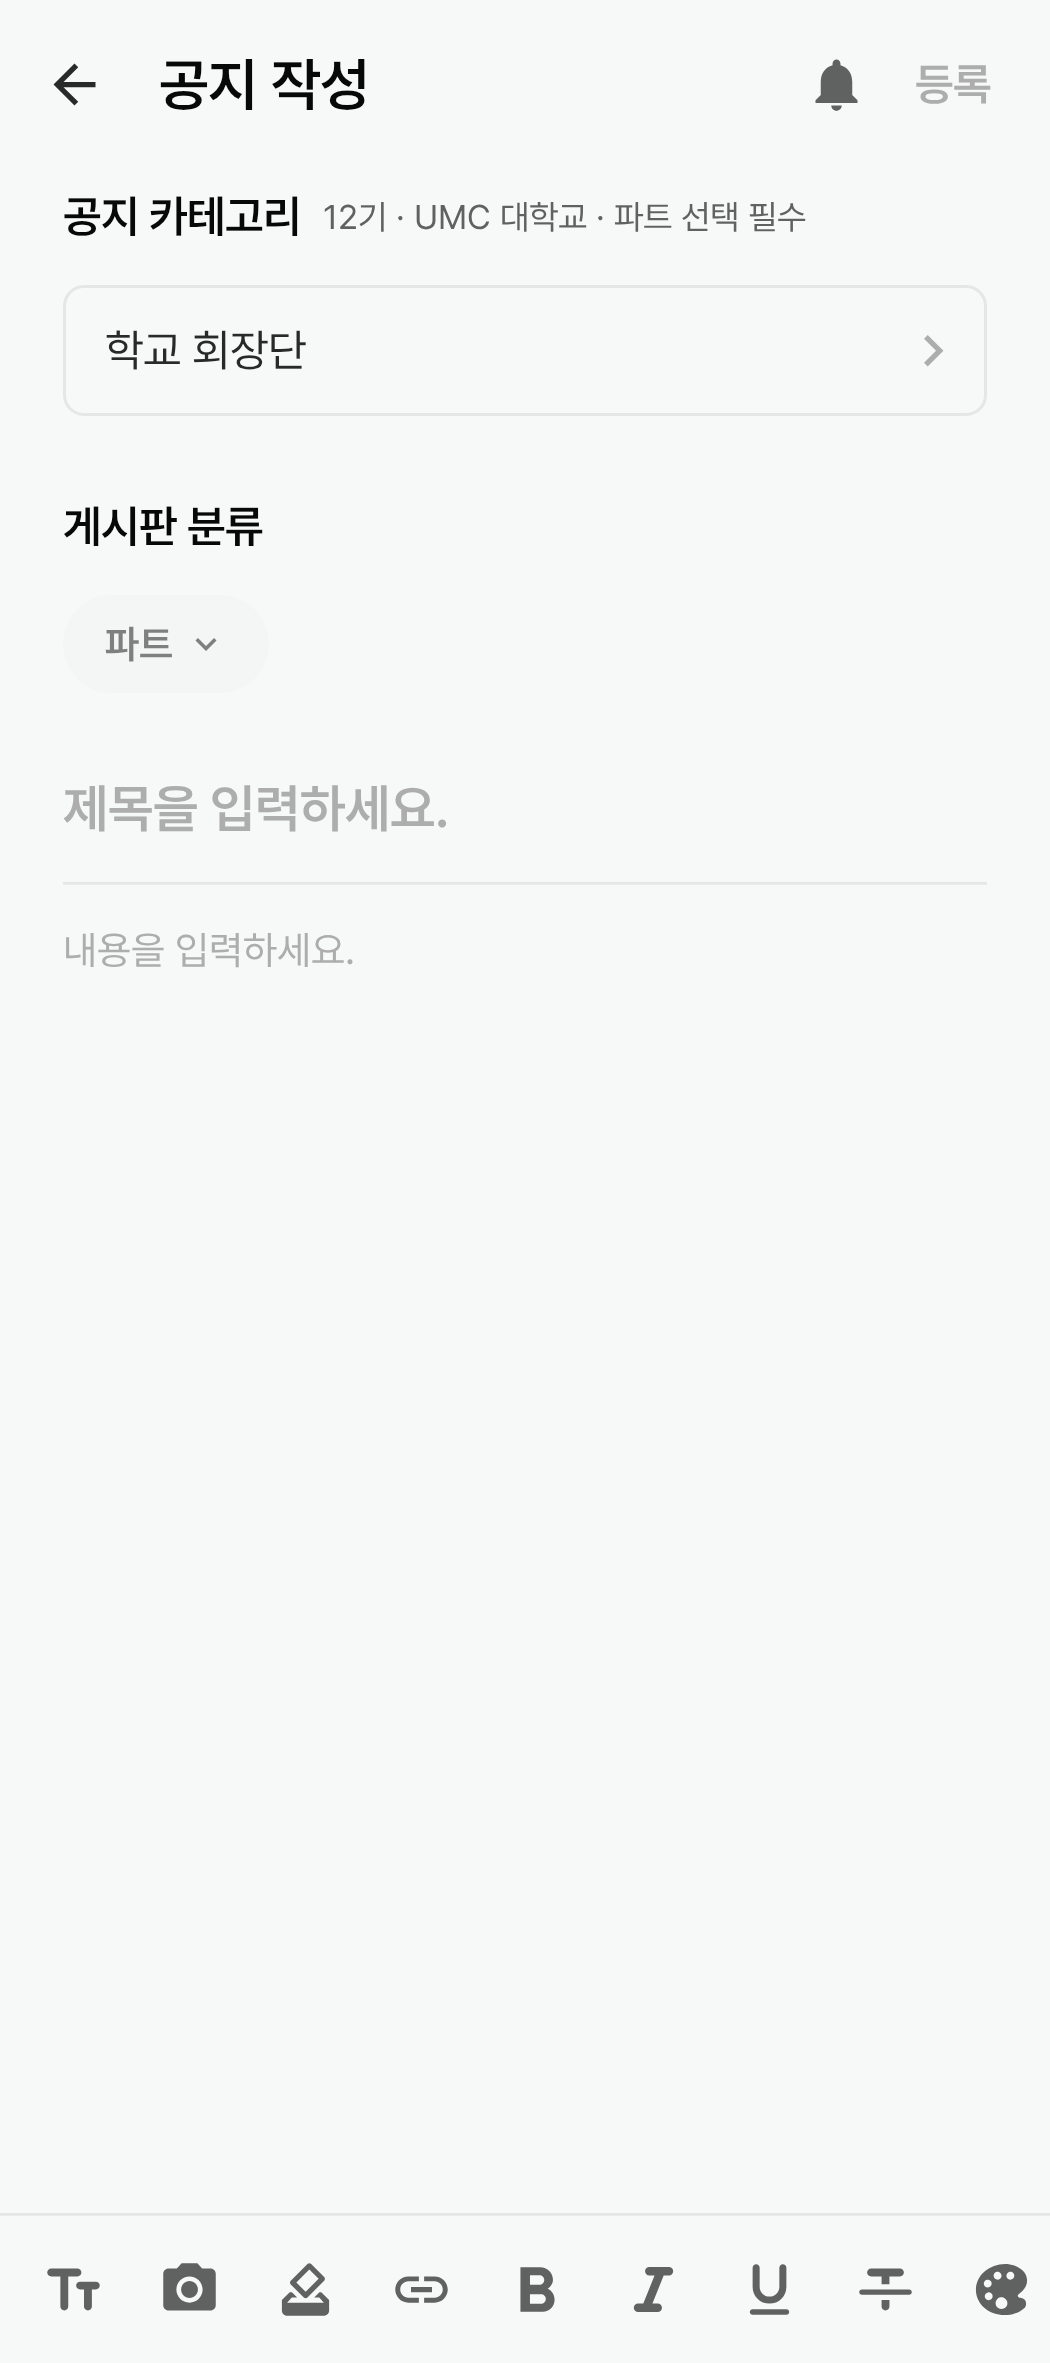 공지 작성
등록
공지 카테고리 12기 · UMC 대학교 · 파트 선택 필수
학교 회장단
게시판 분류
파트
제목을 입력하세요.
내용을 입력하세요.